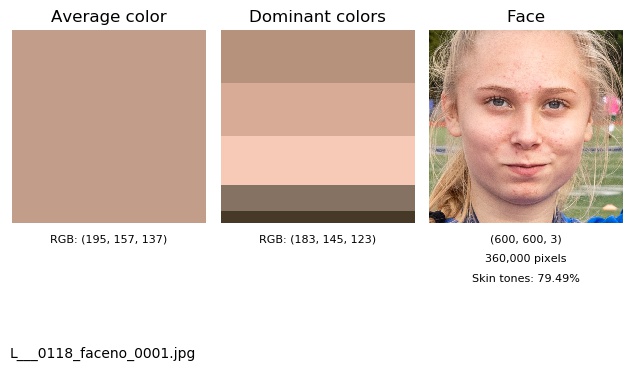 Average color
Dominant colors
Face
RGB: (195, 157, 137)
RGB: (183, 145, 123)
(600, 600, 3)
360,000 pixels
Skin tones: 79.49%
L___0118_faceno_0001.jpg